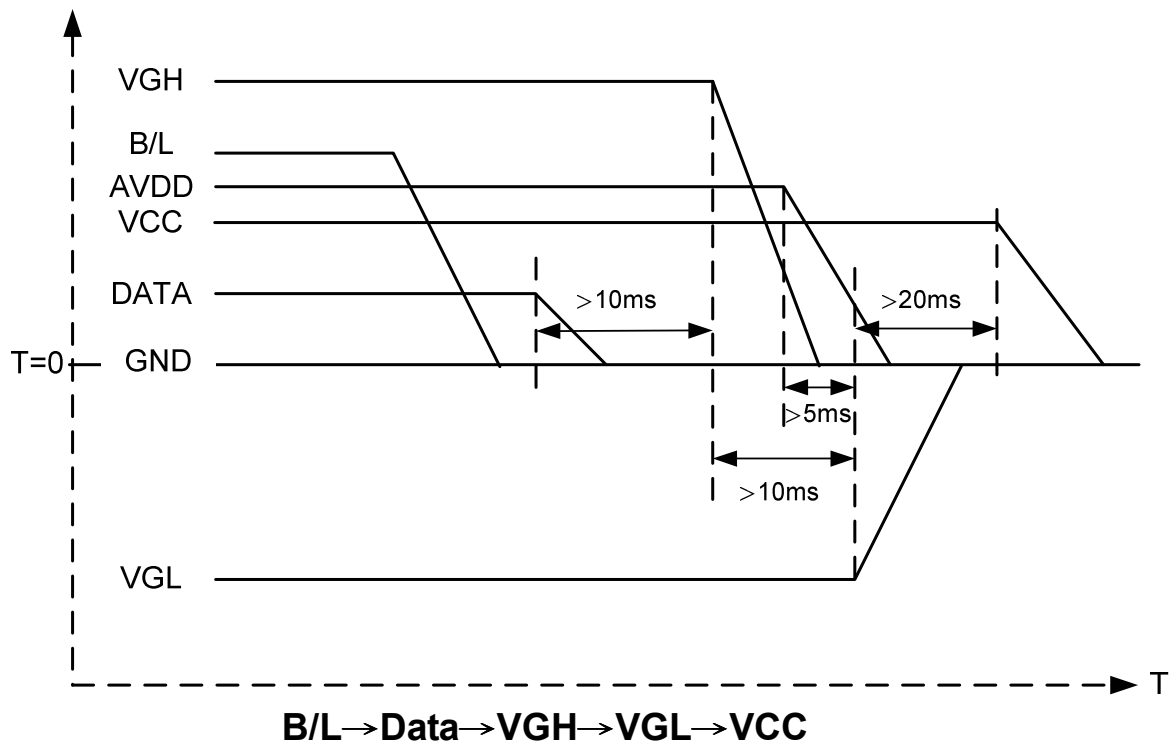 VGH
B/L
AVDD
VCC
DATA
>10ms
>20ms
T=0
GND
>5ms
>10ms
VGL
T
B/L→Data→VGH→VGL→VCC